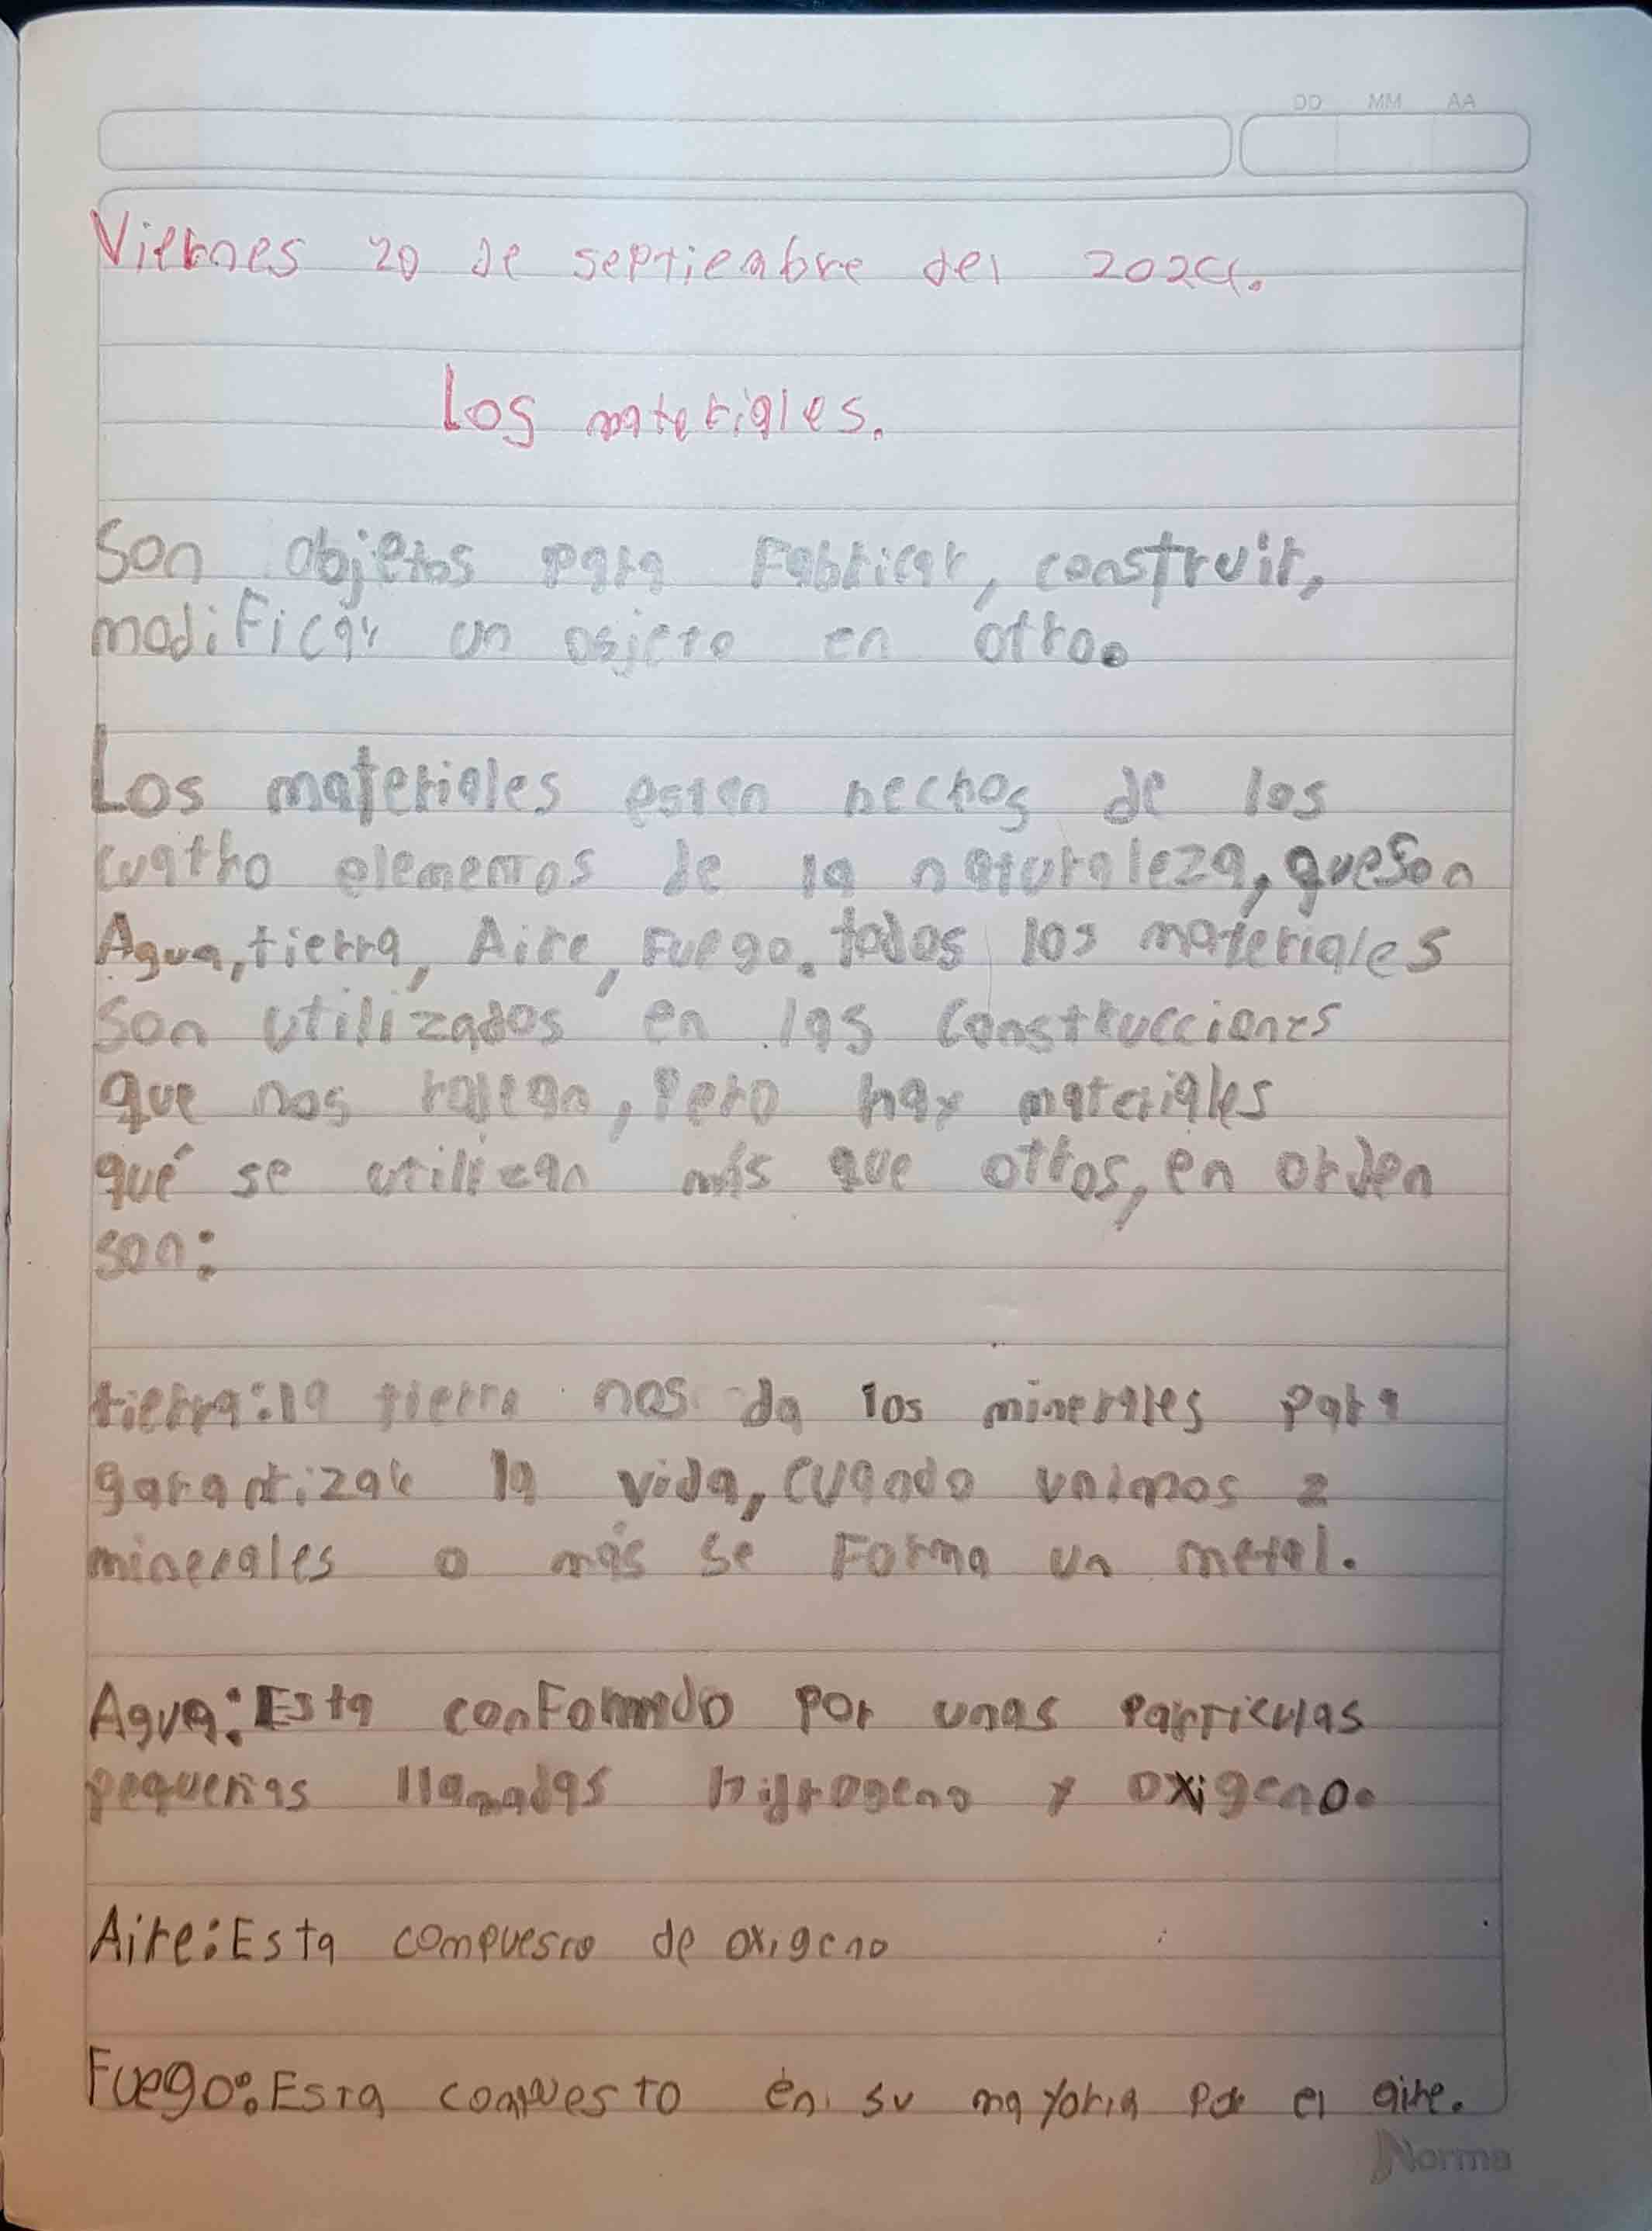 DD MM AA
Viernes 20 de septiembre del 2024.
Los materiales.
Son objetos para Fabricar, construir,
modificar un objeto en otro.
Los materiales estan hechos de los
cuatro elementos de la naturaleza, que son
Agua, tierra, Aire, Fuego. todos los materiales
son utilizados en las construcciones
que nos rodean, Pero hay materiales
qué se utilizan más que otros, en orden
son:
tierra: la tierra nos da los minerales para
garantizar la vida, cuando unimos 2
minerales o más se Forma un metal.
Agua: Esta conFormado por unas Particulas
pequeñas llamadas hidrogeno y oxigeno.
Aire: Esta compuesto de oxigeno
Fuego: Esta compuesto en su mayoria por el aire.
Norma